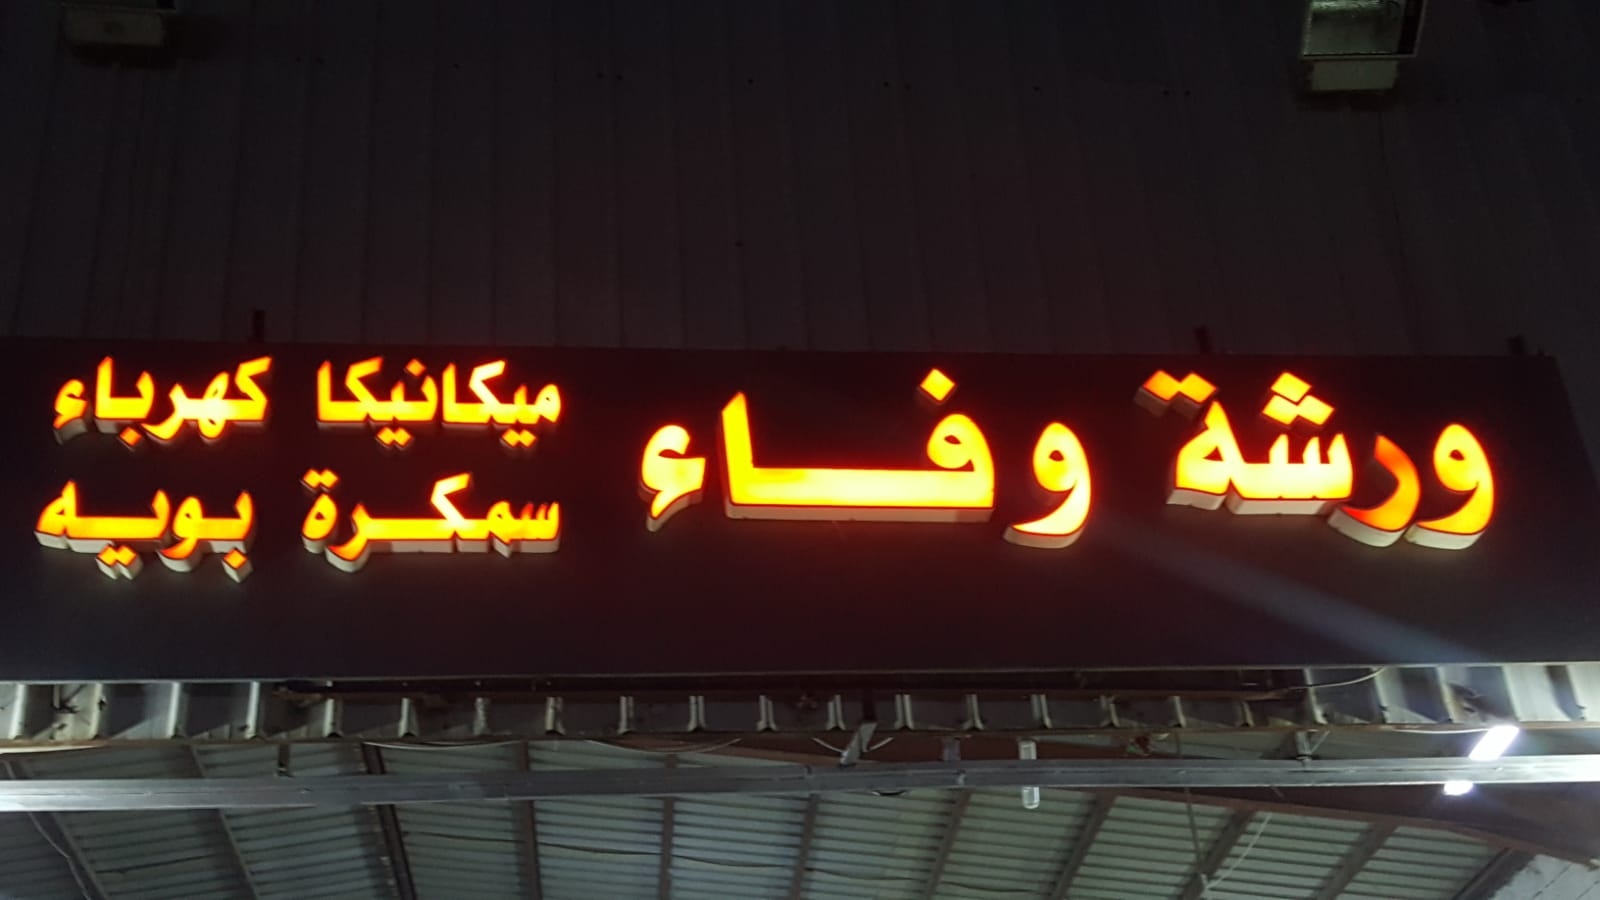 ورشة وفاء
ميكانيكا كهرباء
سمكرة بويه